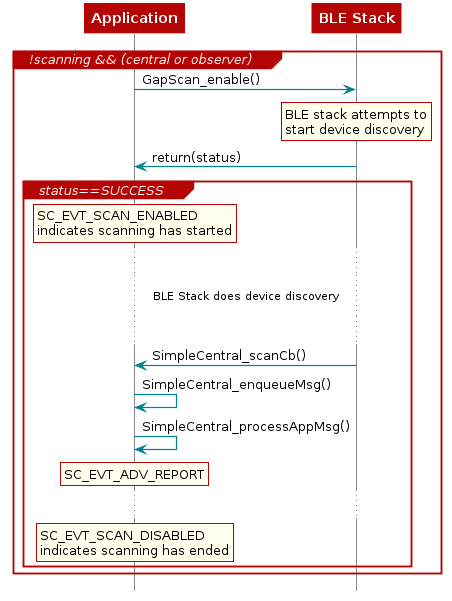 Application
BLE Stack
!scanning && (central or observer)
GapScan_enable()
BLE stack attempts to
start device discovery
return(status)
status==SUCCESS
SC_EVT_SCAN_ENABLED
indicates scanning has started
BLE Stack does device discovery
SimpleCentral_scanCb()
SimpleCentral_enqueueMsg()
SimpleCentral_processAppMsg()
SC_EVT_ADV_REPORT
SC_EVT_SCAN_DISABLED
indicates scanning has ended